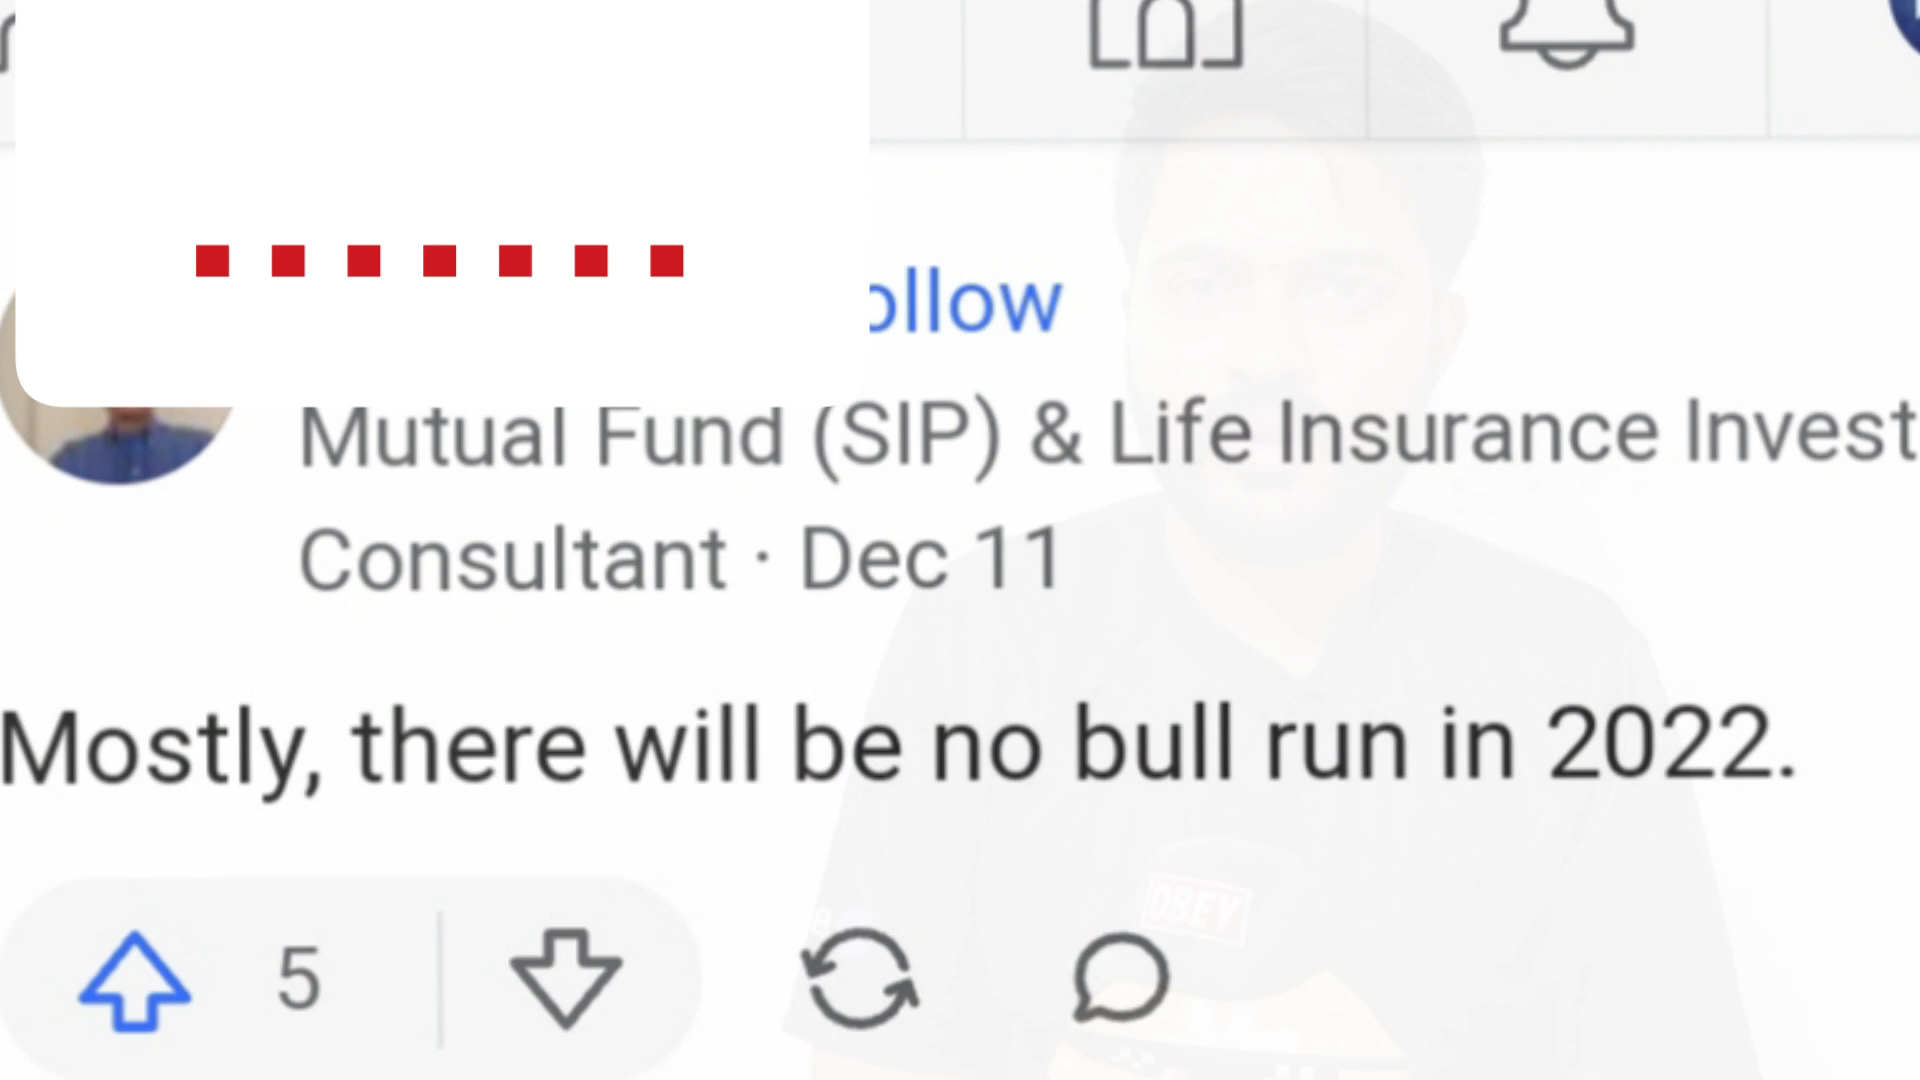 ollow
Mutual Fund (SIP) & Life Insurance Invest
Consultant · Dec 11
Mostly, there will be no bull run in 2022.
5
OBEY